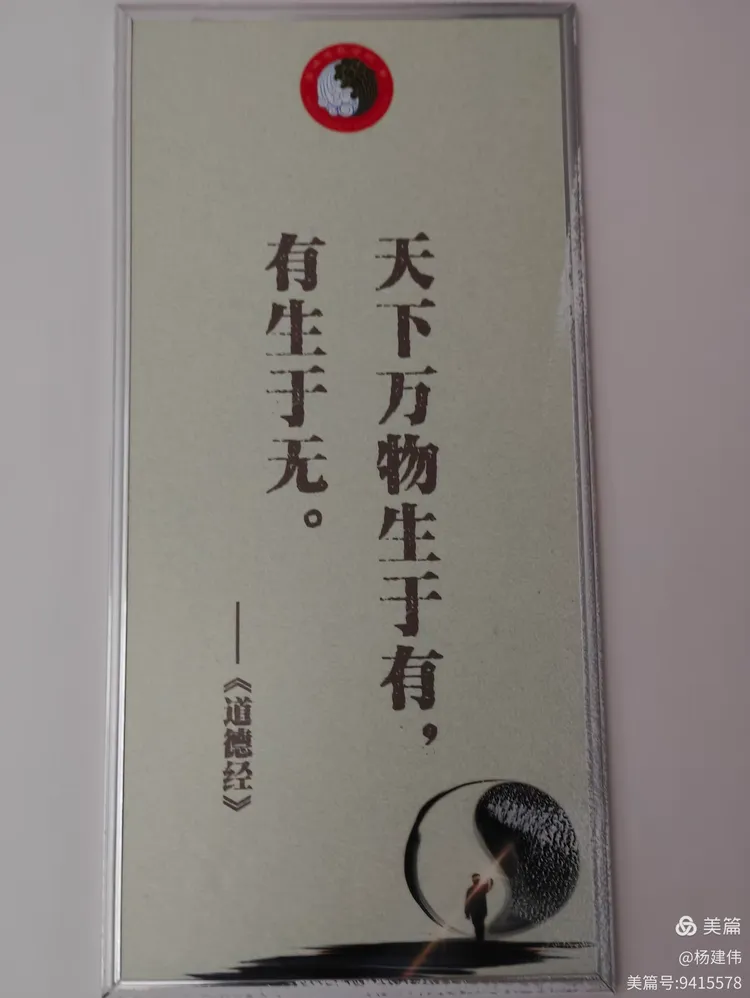 天下万物生于有，
有生于无。
——《道德经》
美篇
@杨建伟
美篇号:9415578